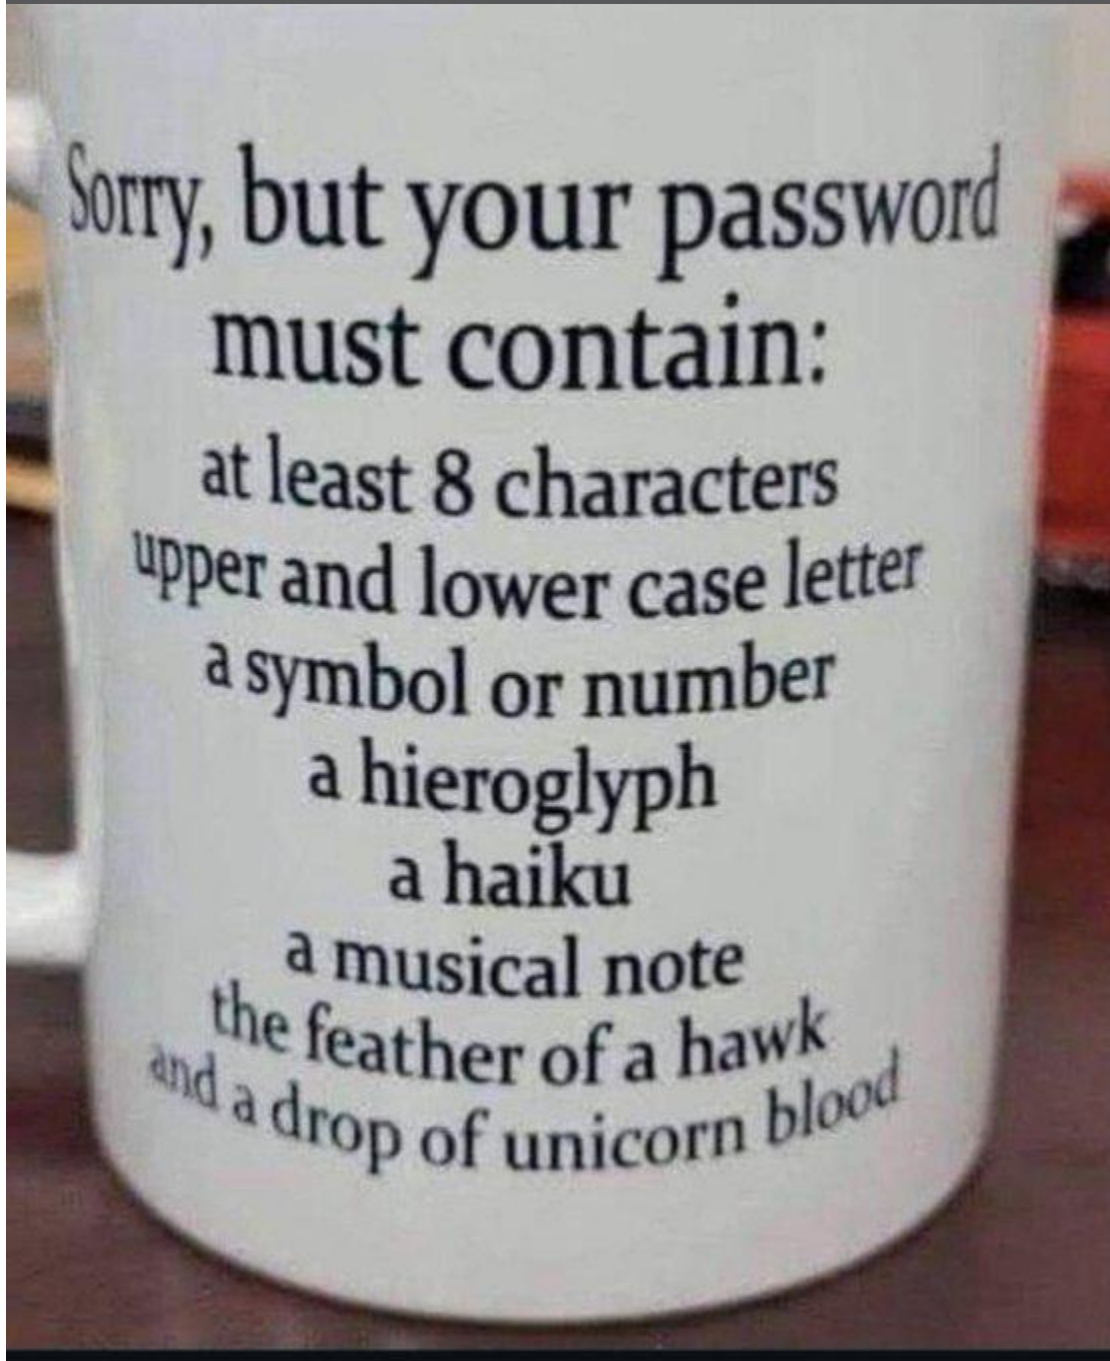 Sorry, but your password
must contain:
at least 8 characters
upper and lower case letter
a symbol or number
a hieroglyph
a haiku
a musical note
the feather of a hawk
and a drop of unicorn blood